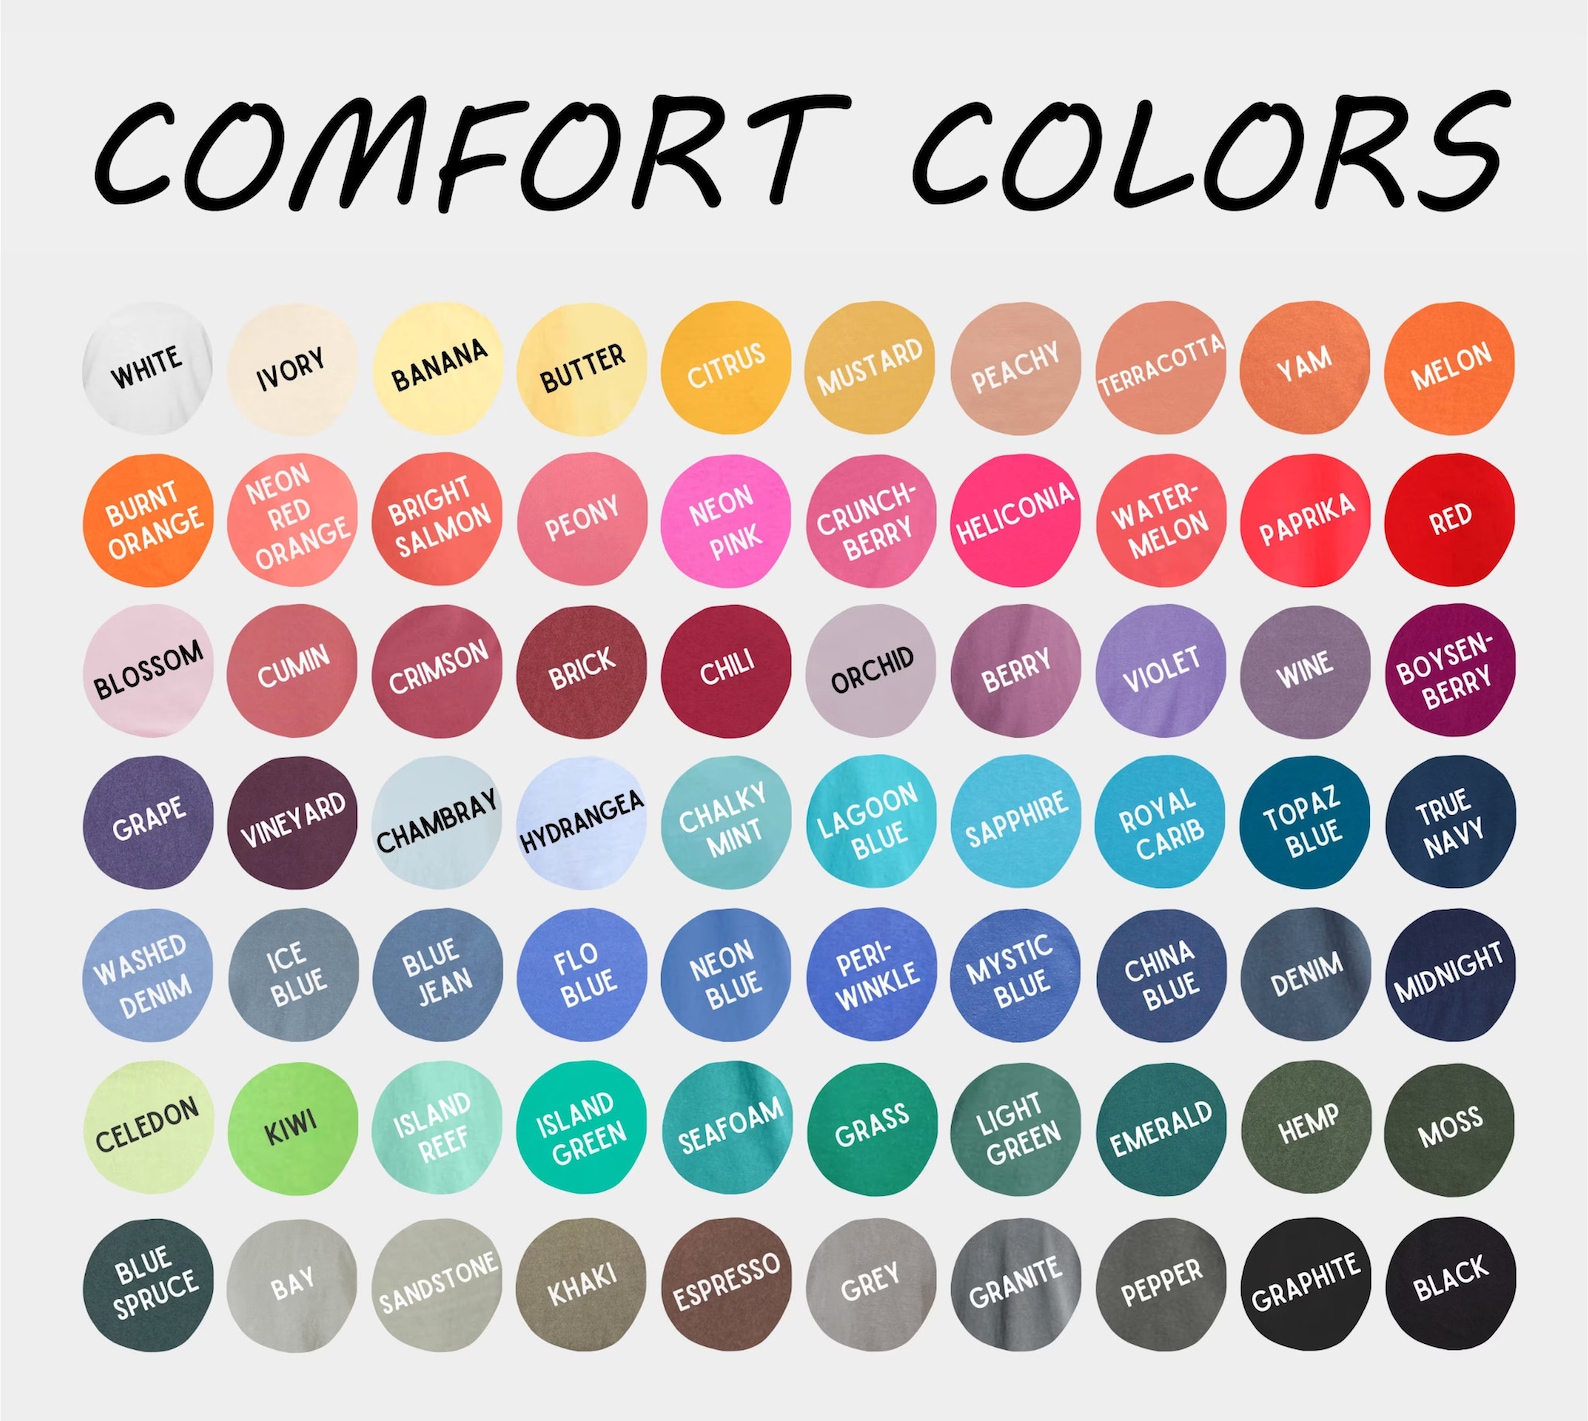 COMFORT COLORS
WHITE
IVORY
BANANA
BUTTER
CITRUS
MUSTARD
PEACHY
TERRACOTTA
YAM
MELON
BURNT
ORANGE
NEON
RED
ORANGE
BRIGHT
SALMON
PEONY
NEON
PINK
CRUNCH-
BERRY
HELICONIA
WATER-
MELON
PAPRIKA
RED
BLOSSOM
CUMIN
CRIMSON
BRICK
CHILI
ORCHID
BERRY
VIOLET
WINE
BOYSEN-
BERRY
GRAPE
VINEYARD
CHAMBRAY
HYDRANGEA
CHALKY
MINT
LAGOON
BLUE
SAPPHIRE
ROYAL
CARIB
TOPAZ
BLUE
TRUE
NAVY
WASHED
DENIM
ICE
BLUE
BLUE
JEAN
FLO
BLUE
NEON
BLUE
PERI-
WINKLE
MYSTIC
BLUE
CHINA
BLUE
DENIM
MIDNIGHT
CELEDON
KIWI
ISLAND
REEF
ISLAND
GREEN
SEAFOAM
GRASS
LIGHT
GREEN
EMERALD
HEMP
MOSS
BLUE
SPRUCE
BAY
SANDSTONE
KHAKI
ESPRESSO
GREY
GRANITE
PEPPER
GRAPHITE
BLACK